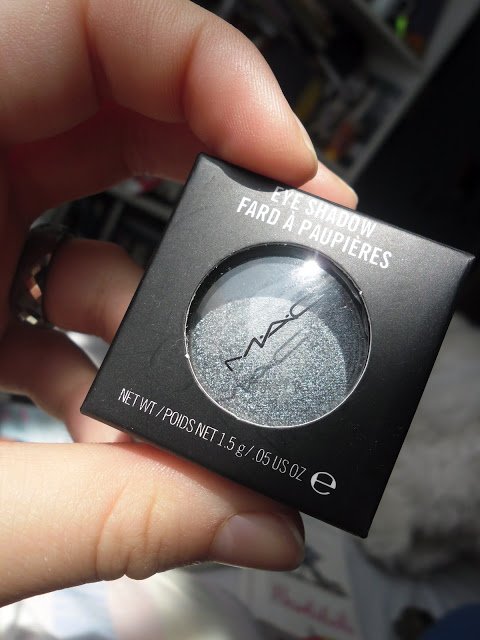 EYE SHADOW
FARD À PAUPIÈRES
M·A·C
NET WT / POIDS NET 1.5 g / .05 US OZ ℮